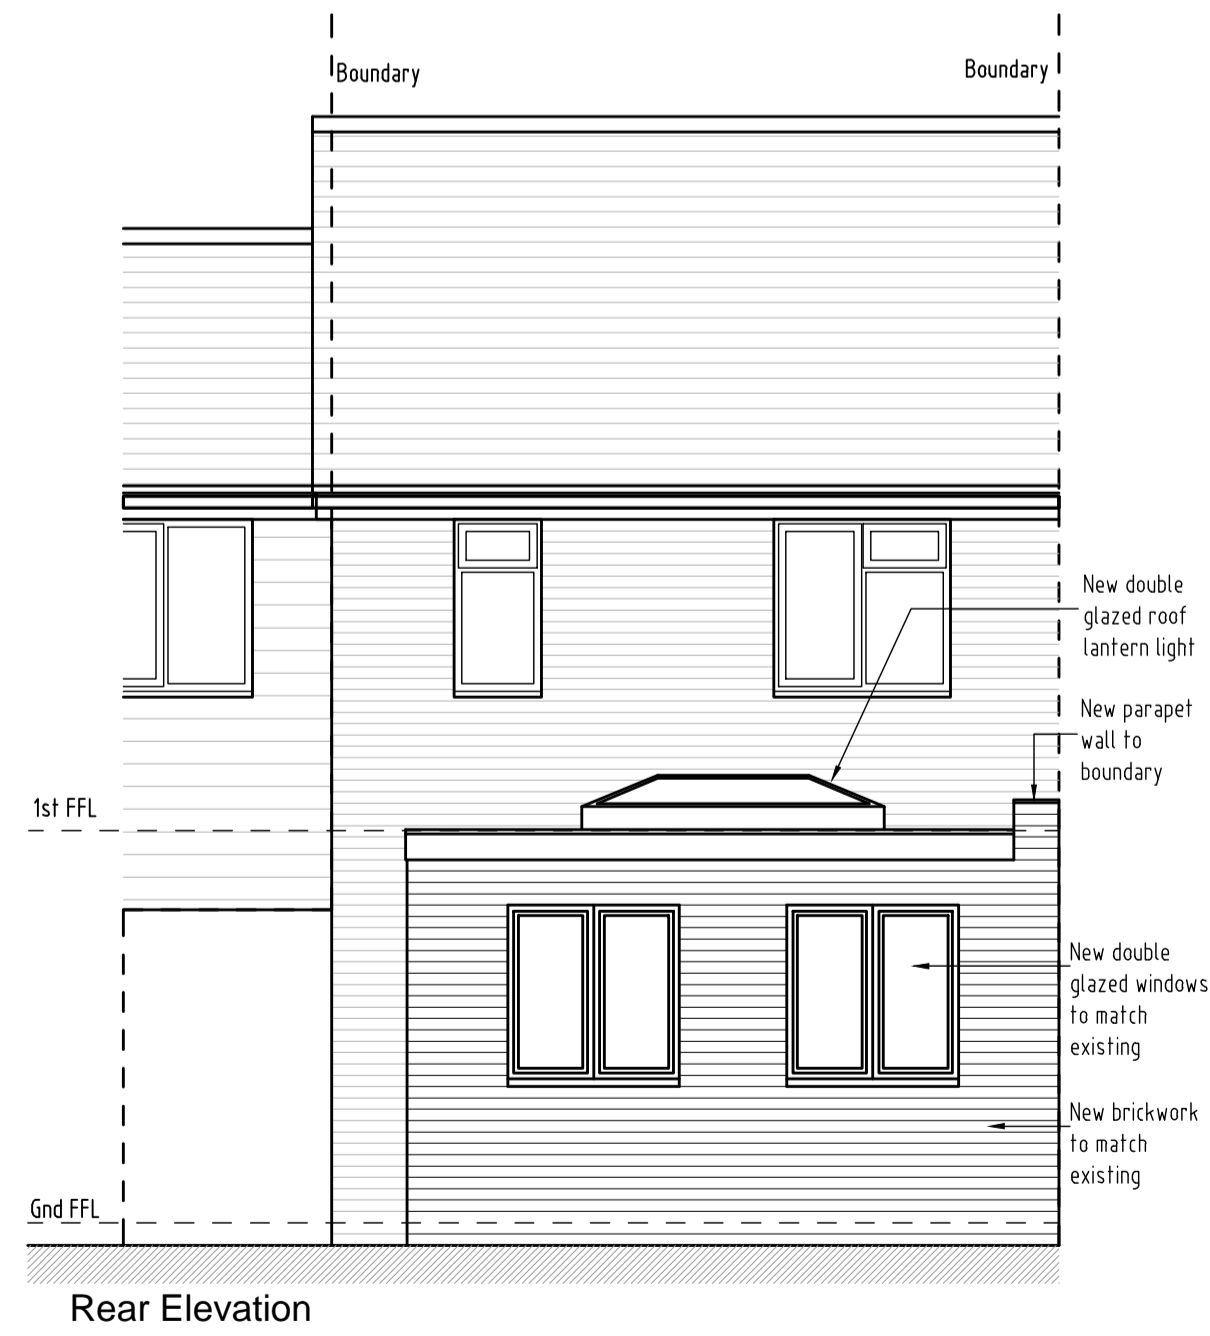 Boundary
Boundary
New double
glazed roof
lantern light
New parapet
wall to
boundary
1st FFL
New double
glazed windows
to match
existing
New brickwork
to match
existing
Gnd FFL
Rear Elevation